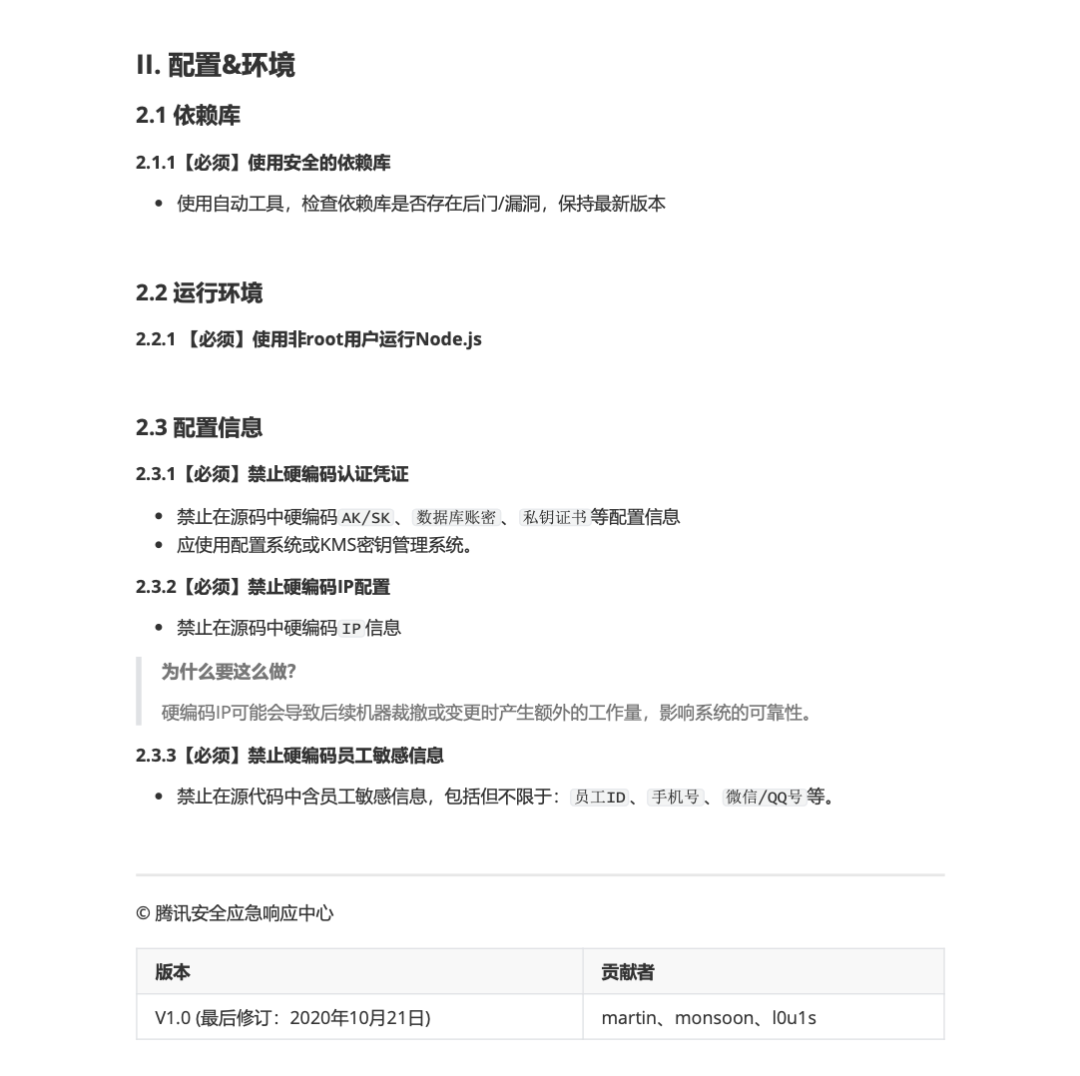 II. 配置&环境
2.1 依赖库
2.1.1【必须】使用安全的依赖库
使用自动工具，检查依赖库是否存在后门/漏洞，保持最新版本
2.2 运行环境
2.2.1 【必须】使用非root用户运行Node.js
2.3 配置信息
2.3.1【必须】禁止硬编码认证凭证
禁止在源码中硬编码 AK/SK 、 数据库账密 、 私钥证书 等配置信息
应使用配置系统或KMS密钥管理系统。
2.3.2【必须】禁止硬编码IP配置
禁止在源码中硬编码 IP 信息
为什么要这么做？
硬编码IP可能会导致后续机器裁撤或变更时产生额外的工作量，影响系统的可靠性。
2.3.3【必须】禁止硬编码员工敏感信息
禁止在源代码中含员工敏感信息，包括但不限于： 员工ID 、 手机号 、 微信/QQ号 等。
© 腾讯安全应急响应中心
版本 贡献者
V1.0 (最后修订：2020年10月21日) martin、monsoon、l0u1s